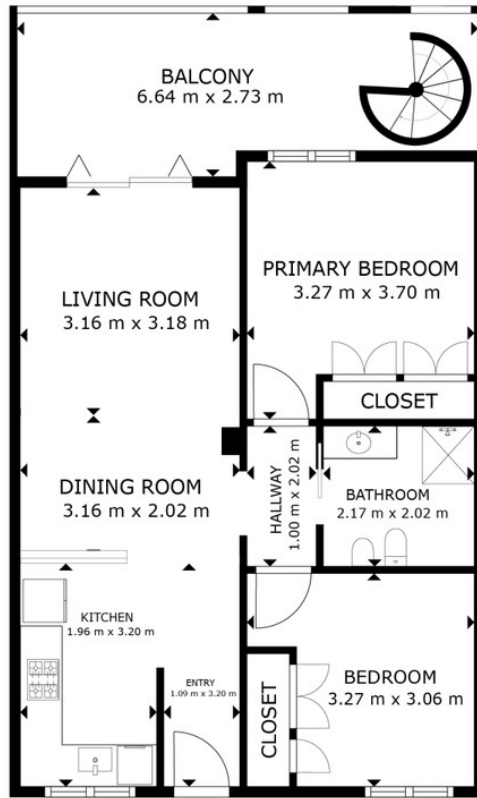 BALCONY
6.64 m x 2.73 m
PRIMARY BEDROOM
3.27 m x 3.70 m
LIVING ROOM
3.16 m x 3.18 m
CLOSET
DINING ROOM
3.16 m x 2.02 m
HALLWAY
1.00 m x 2.02 m
BATHROOM
2.17 m x 2.02 m
KITCHEN
1.96 m x 3.20 m
ENTRY
1.09 m x 3.20 m
CLOSET
BEDROOM
3.27 m x 3.06 m